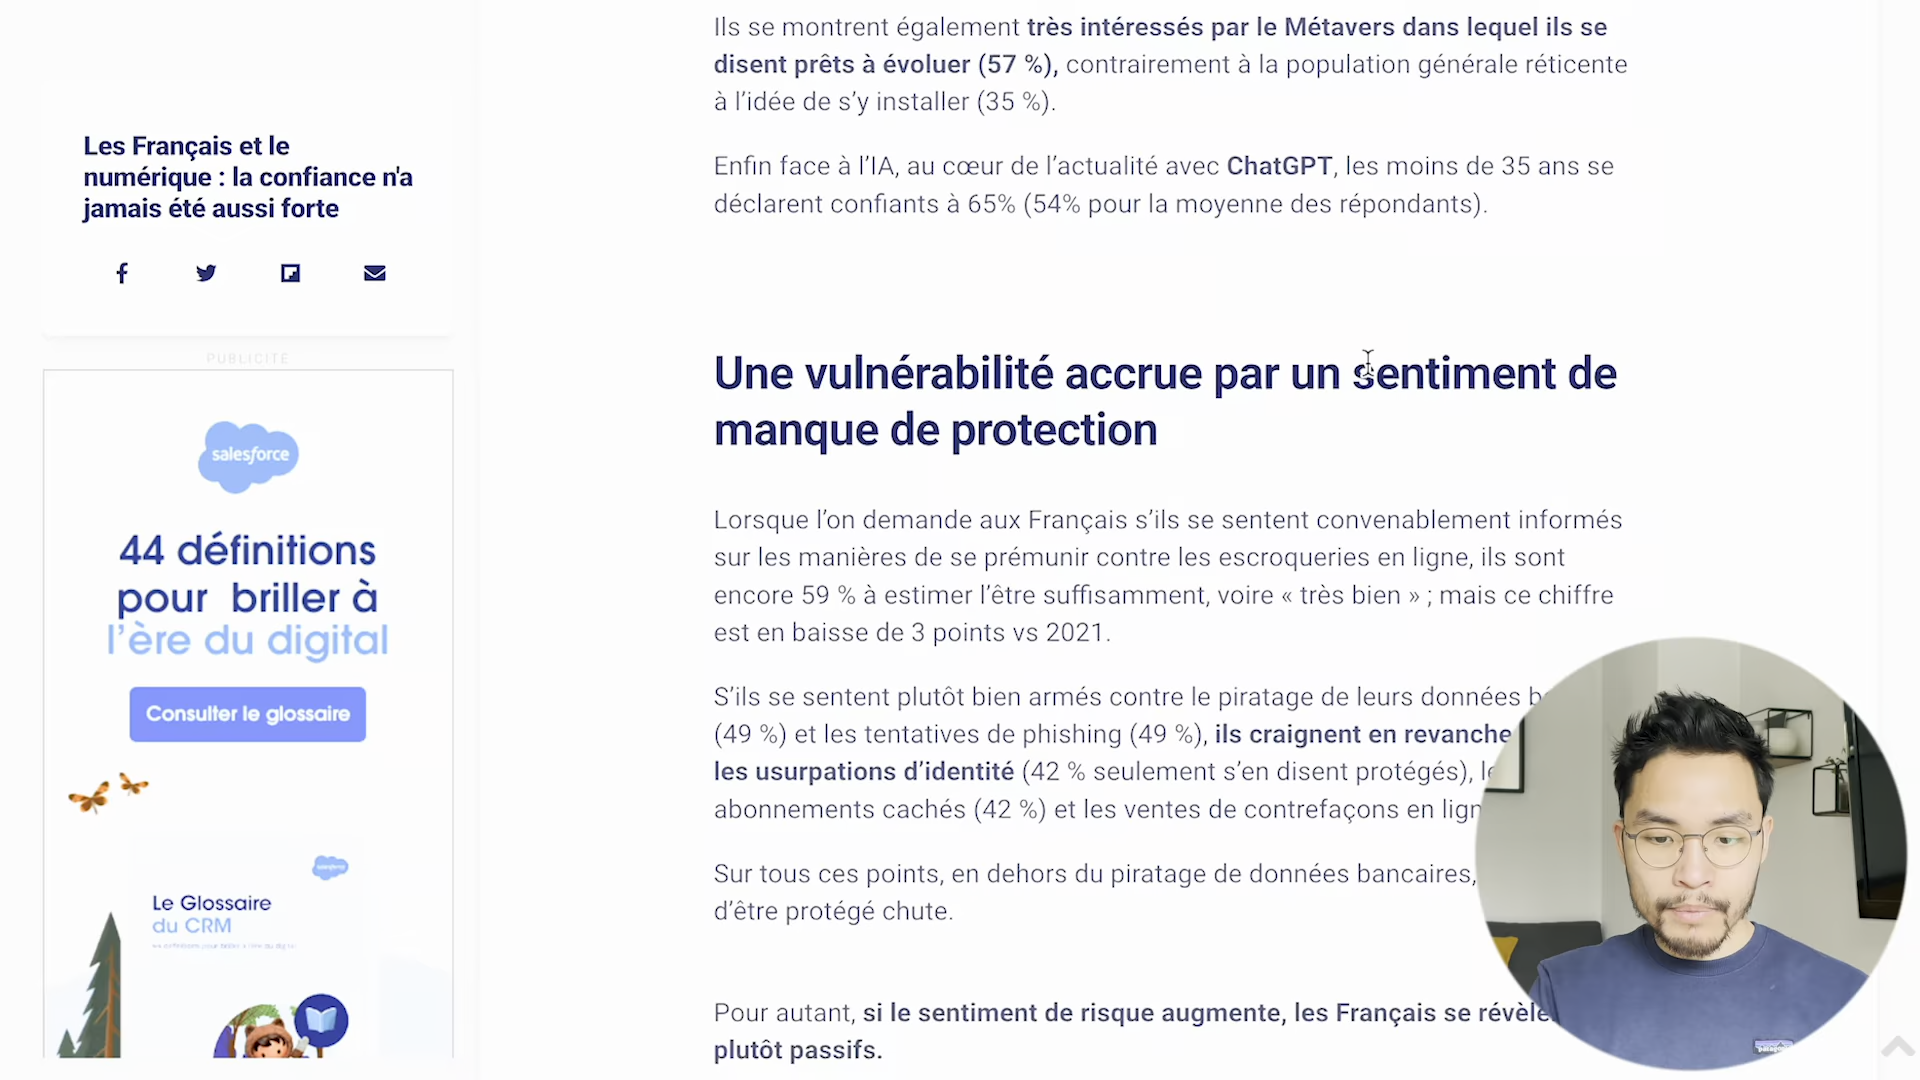 Ils se montrent également très intéressés par le Métavers dans lequel ils se
disent prêts à évoluer (57 %), contrairement à la population générale réticente
à l’idée de s’y installer (35 %).
Enfin face à l’IA, au cœur de l’actualité avec ChatGPT, les moins de 35 ans se
déclarent confiants à 65% (54% pour la moyenne des répondants).
Les Français et le
numérique : la confiance n'a
jamais été aussi forte
PUBLICITÉ
salesforce
44 définitions
pour briller à
l’ère du digital
Consulter le glossaire
salesforce
Le Glossaire
du CRM
44 définitions pour briller à l'ère du digital
Une vulnérabilité accrue par un sentiment de
manque de protection
Lorsque l’on demande aux Français s’ils se sentent convenablement informés
sur les manières de se prémunir contre les escroqueries en ligne, ils sont
encore 59 % à estimer l’être suffisamment, voire « très bien » ; mais ce chiffre
est en baisse de 3 points vs 2021.
S’ils se sentent plutôt bien armés contre le piratage de leurs données
(49 %) et les tentatives de phishing (49 %), ils craignent en revanche
les usurpations d’identité (42 % seulement s’en disent protégés),
abonnements cachés (42 %) et les ventes de contrefaçons en
Sur tous ces points, en dehors du piratage de données bancaires,
d’être protégé chute.
Pour autant, si le sentiment de risque augmente, les Français se
plutôt passifs.